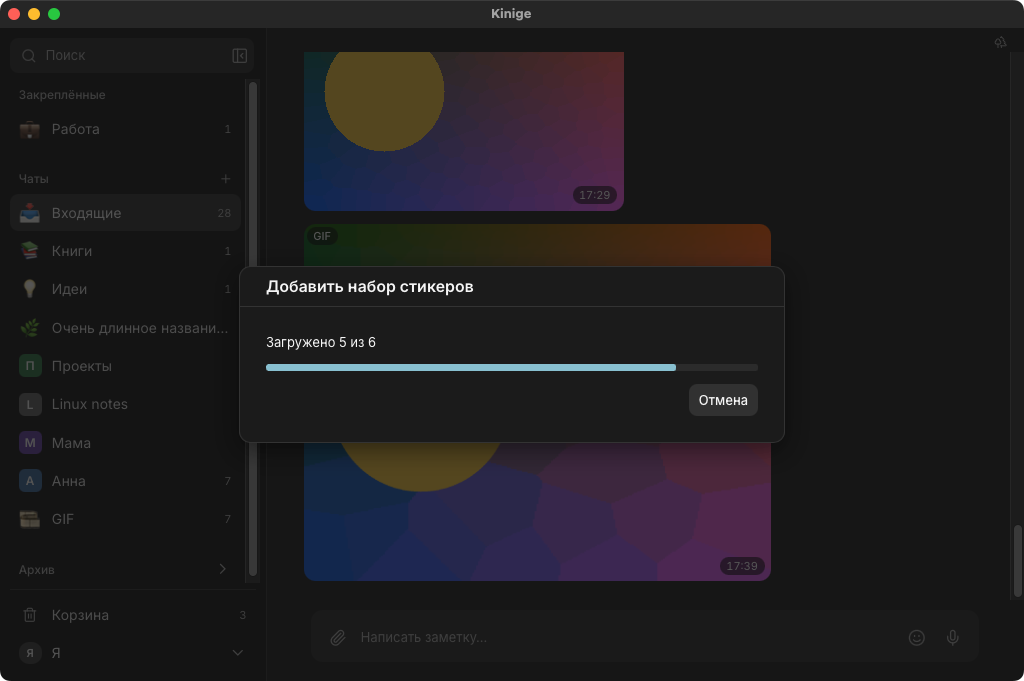 Kinige
Поиск
Закреплённые
Работа 1
Чаты
Входящие 28
Книги 1
Идеи 1
Очень длинное названи...
П Проекты
L Linux notes
М Мама
А Анна 7
GIF 7
Архив
Корзина 3
Я Я
17:29
GIF
Добавить набор стикеров
Загружено 5 из 6
Отмена
17:39
Написать заметку...